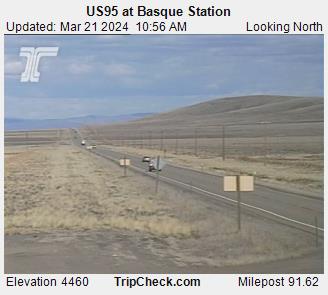 US95 at Basque Station
Updated: Mar 21 2024 10:56 AM Looking North
Elevation 4460 TripCheck.com Milepost 91.62